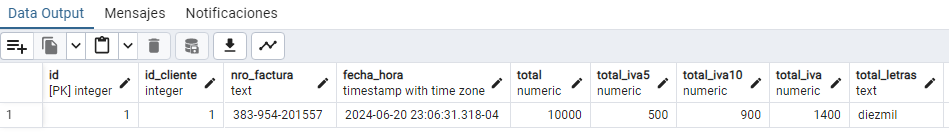 Data Output Mensajes Notificaciones
id id_cliente nro_factura fecha_hora total total_iva5 total_iva10 total_iva total_letras
[PK] integer integer text timestamp with time zone numeric numeric numeric numeric text
1 1 1 383-954-201557 2024-06-20 23:06:31.318-04 10000 500 900 1400 diezmil